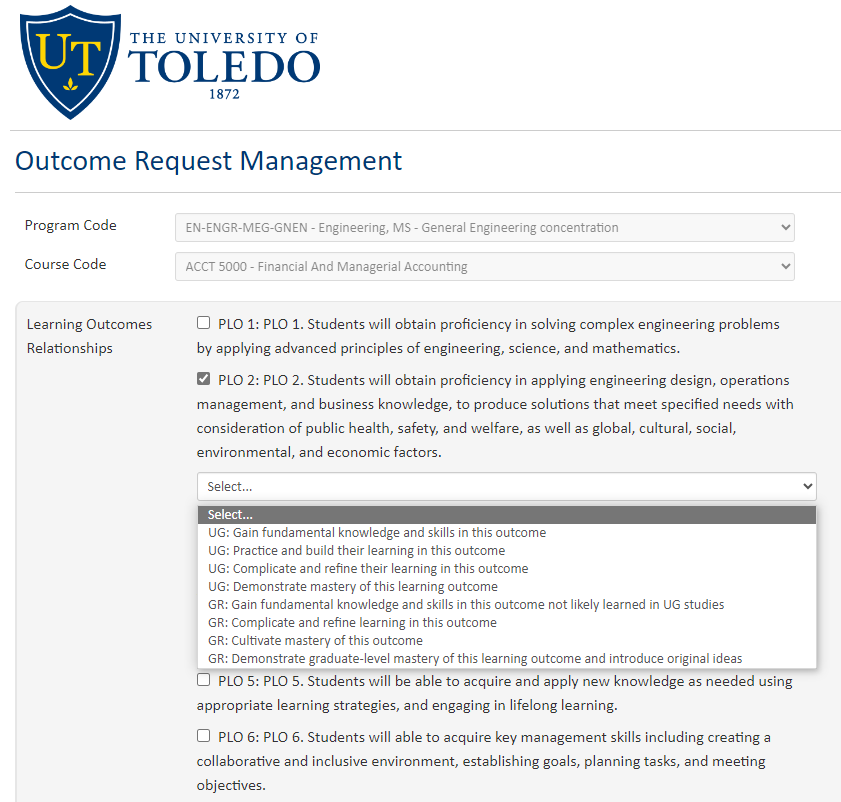 UT
THE UNIVERSITY OF
TOLEDO
1872
Outcome Request Management
Program Code
EN-ENGR-MEG-GNEN - Engineering, MS - General Engineering concentration
Course Code
ACCT 5000 - Financial And Managerial Accounting
Learning Outcomes
Relationships
PLO 1: PLO 1. Students will obtain proficiency in solving complex engineering problems
by applying advanced principles of engineering, science, and mathematics.
PLO 2: PLO 2. Students will obtain proficiency in applying engineering design, operations
management, and business knowledge, to produce solutions that meet specified needs with
consideration of public health, safety, and welfare, as well as global, cultural, social,
environmental, and economic factors.
Select...
Select...
UG: Gain fundamental knowledge and skills in this outcome
UG: Practice and build their learning in this outcome
UG: Complicate and refine their learning in this outcome
UG: Demonstrate mastery of this learning outcome
GR: Gain fundamental knowledge and skills in this outcome not likely learned in UG studies
GR: Complicate and refine learning in this outcome
GR: Cultivate mastery of this outcome
GR: Demonstrate graduate-level mastery of this learning outcome and introduce original ideas
PLO 5: PLO 5. Students will be able to acquire and apply new knowledge as needed using
appropriate learning strategies, and engaging in lifelong learning.
PLO 6: PLO 6. Students will able to acquire key management skills including creating a
collaborative and inclusive environment, establishing goals, planning tasks, and meeting
objectives.